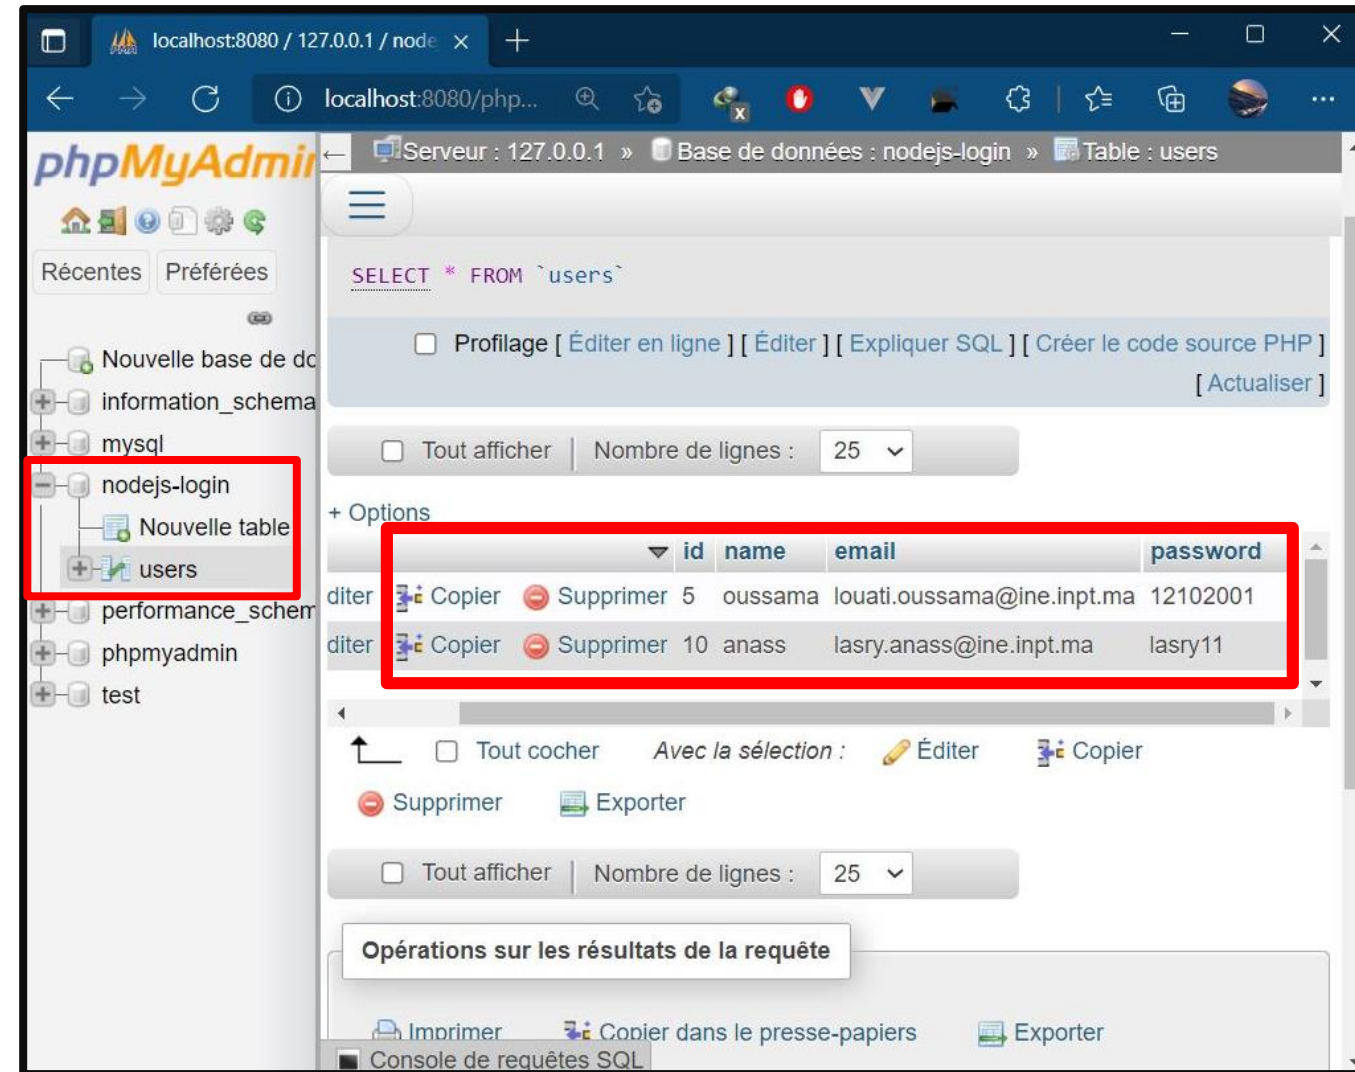 localhost:8080 / 127.0.0.1 / node
localhost:8080/php...
phpMyAdmin
Récentes Préférées
Nouvelle base de do
information_schema
mysql
nodejs-login
Nouvelle table
users
performance_schem
phpmyadmin
test
Serveur : 127.0.0.1 » Base de données : nodejs-login » Table : users
SELECT * FROM `users`
Profilage [ Éditer en ligne ] [ Éditer ] [ Expliquer SQL ] [ Créer le code source PHP ]
[ Actualiser ]
Tout afficher | Nombre de lignes : 25
+ Options
id name email password
diter Copier Supprimer 5 oussama louati.oussama@ine.inpt.ma 12102001
diter Copier Supprimer 10 anass lasry.anass@ine.inpt.ma lasry11
Tout cocher Avec la sélection : Éditer Copier
Supprimer Exporter
Tout afficher | Nombre de lignes : 25
Opérations sur les résultats de la requête
Imprimer Copier dans le presse-papiers Exporter
Console de requêtes SQL